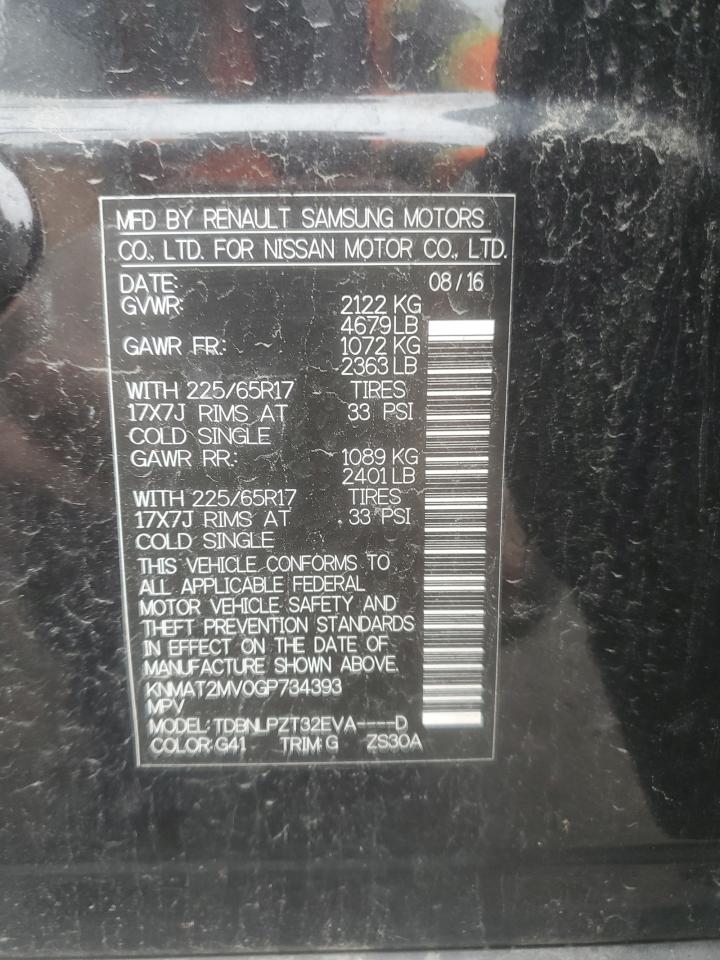 MFD BY RENAULT SAMSUNG MOTORS
CO., LTD. FOR NISSAN MOTOR CO., LTD.
DATE: 08/16
GVWR: 2122 KG
4679 LB
GAWR FR.: 1072 KG
2363 LB
WITH 225/65R17 TIRES
17X7J RIMS AT 33 PSI
COLD SINGLE
GAWR RR.: 1089 KG
2401 LB
WITH 225/65R17 TIRES
17X7J RIMS AT 33 PSI
COLD SINGLE
THIS VEHICLE CONFORMS TO
ALL APPLICABLE FEDERAL
MOTOR VEHICLE SAFETY AND
THEFT PREVENTION STANDARDS
IN EFFECT ON THE DATE OF
MANUFACTURE SHOWN ABOVE.
KNMAT2MV0GP734393
MPV
MODEL: TDBNLPZT32EVA----D
COLOR: G41 TRIM: G ZS30A